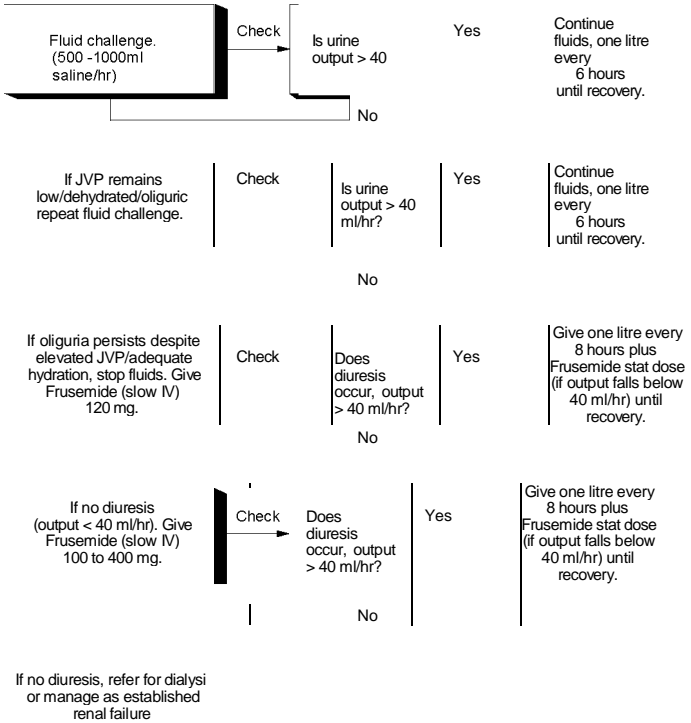 Fluid challenge.
(500 -1000ml
saline/hr)
Check
Is urine
output > 40
Yes
Continue
fluids, one litre
every
6 hours
until recovery.
No
If JVP remains
low/dehydrated/oliguric
repeat fluid challenge.
Check
Is urine
output > 40
ml/hr?
Yes
Continue
fluids, one litre
every
6 hours
until recovery.
No
If oliguria persists despite
elevated JVP/adequate
hydration, stop fluids. Give
Frusemide (slow IV)
120 mg.
Check
Does
diuresis
occur, output
> 40 ml/hr?
Yes
Give one litre every
8 hours plus
Frusemide stat dose
(if output falls below
40 ml/hr) until
recovery.
No
If no diuresis
(output < 40 ml/hr). Give
Frusemide (slow IV)
100 to 400 mg.
Check
Does
diuresis
occur, output
> 40 ml/hr?
Yes
Give one litre every
8 hours plus
Frusemide stat dose
(if output falls below
40 ml/hr) until
recovery.
No
If no diuresis, refer for dialysi
or manage as established
renal failure